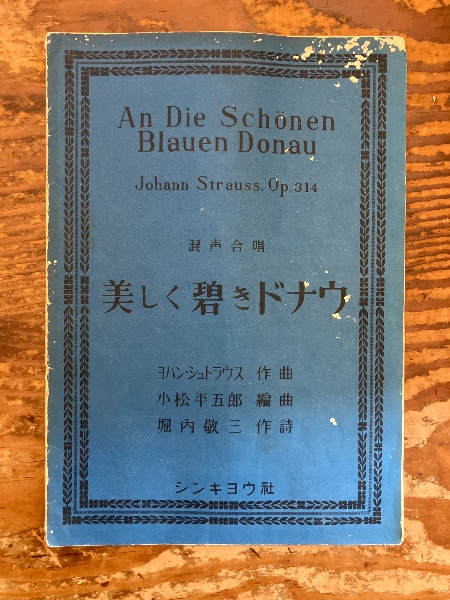 An Die Schönen
Blauen Donau
Johann Strauss. Op. 314
混声合唱
美しく碧きドナウ
ヨハン・シュトラウス 作曲
小松平五郎 編曲
堀内敬三 作詩
シンキヨウ社